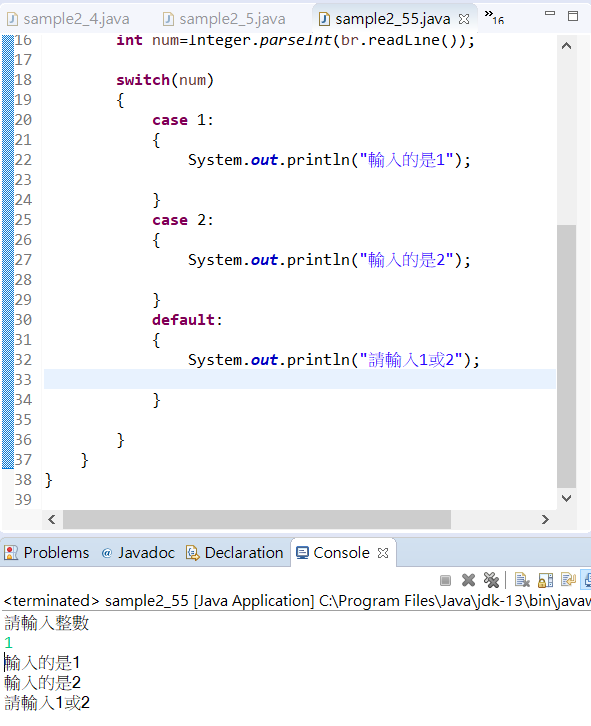 sample2_4.java sample2_5.java sample2_55.java »16
16 int num=Integer.parseInt(br.readLine());
17
18 switch(num)
19 {
20 case 1:
21 {
22 System.out.println("輸入的是1");
23
24 }
25 case 2:
26 {
27 System.out.println("輸入的是2");
28
29 }
30 default:
31 {
32 System.out.println("請輸入1或2");
33
34 }
35
36 }
37 }
38 }
39
Problems @ Javadoc Declaration Console
<terminated> sample2_55 [Java Application] C:\Program Files\Java\jdk-13\bin\javaw
請輸入整數
1
輸入的是1
輸入的是2
請輸入1或2